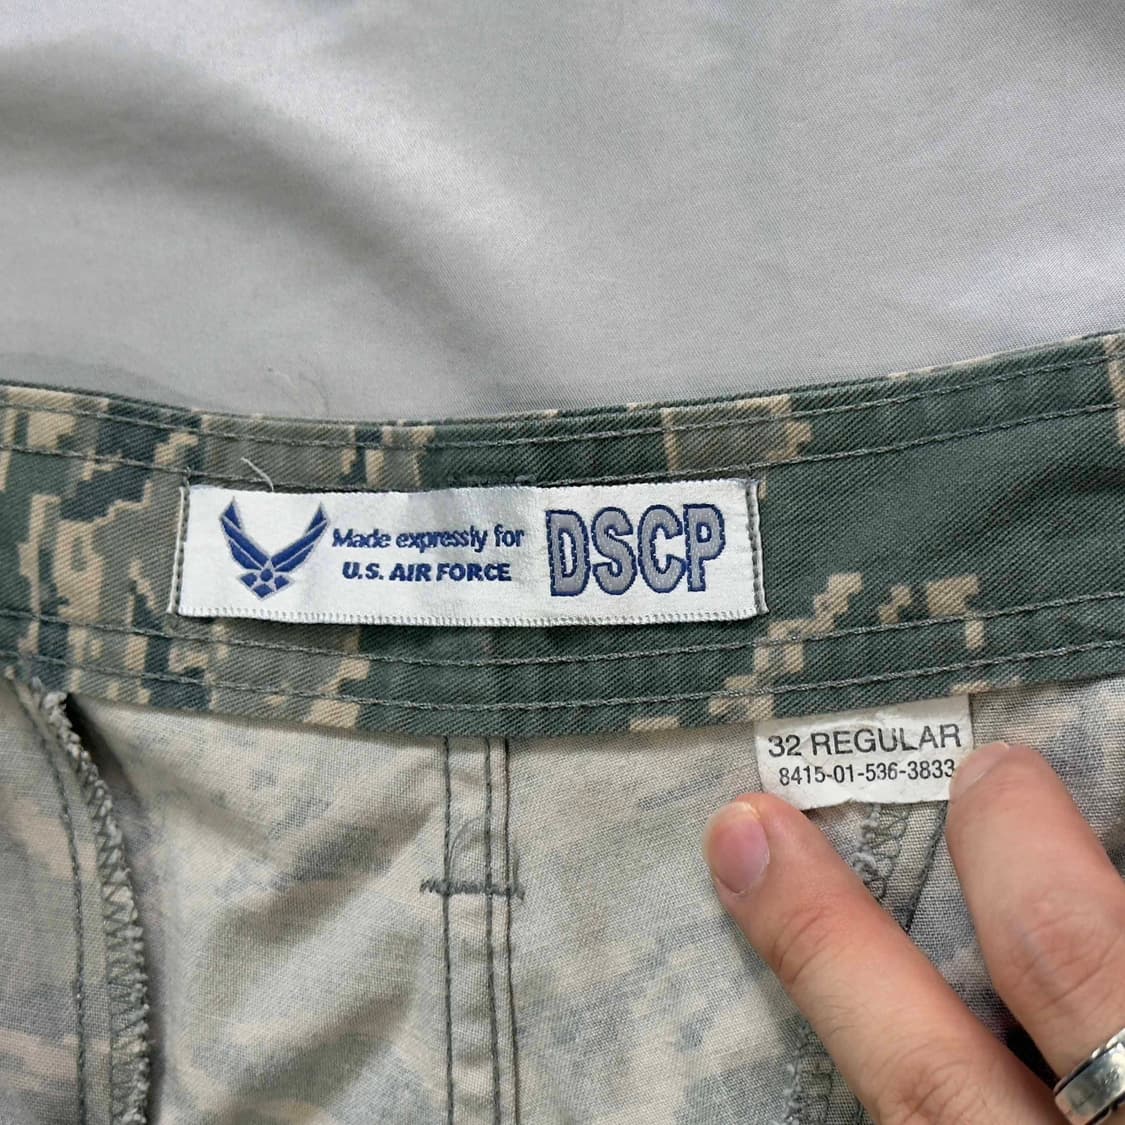 Made expressly for
U.S. AIR FORCE
DSCP
32 REGULAR
8415-01-536-3833